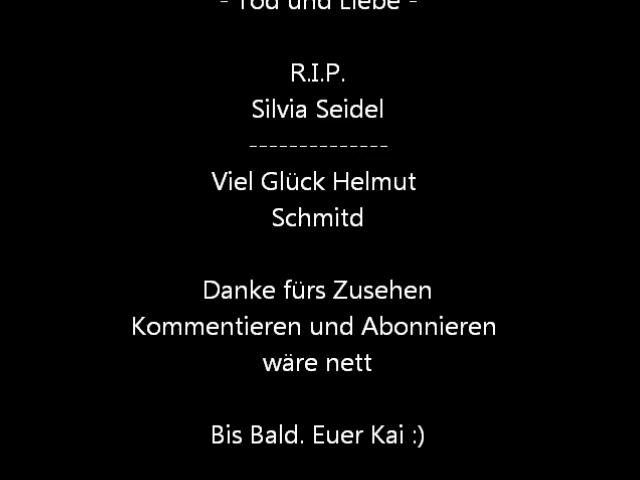 - Tod und Liebe -
R.I.P.
Silvia Seidel
--------------
Viel Glück Helmut
Schmitd
Danke fürs Zusehen
Kommentieren und Abonnieren
wäre nett
Bis Bald. Euer Kai :)